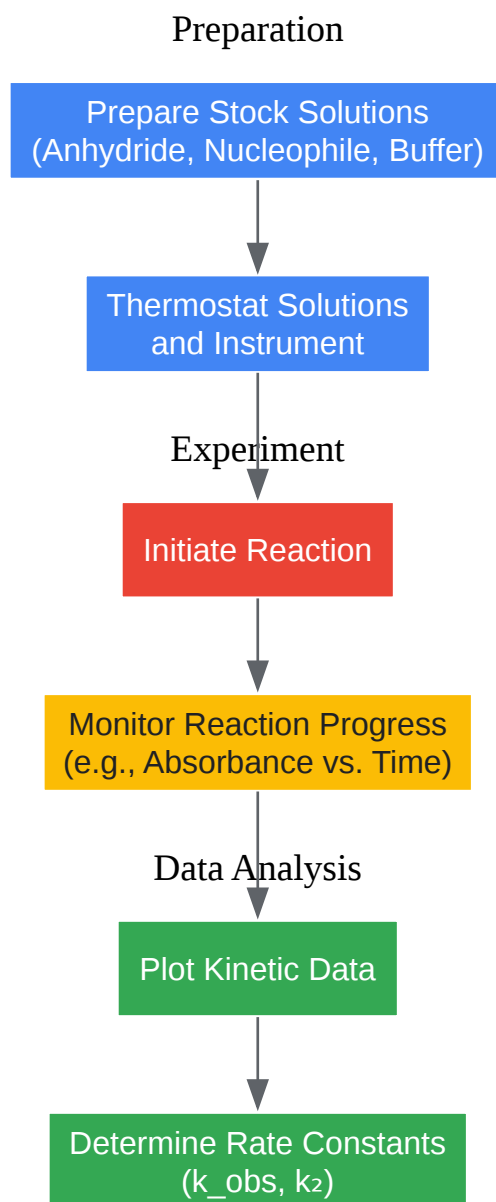 Preparation
Prepare Stock Solutions
(Anhydride, Nucleophile, Buffer)
Thermostat Solutions
and Instrument
Experiment
Initiate Reaction
Monitor Reaction Progress
(e.g., Absorbance vs. Time)
Data Analysis
Plot Kinetic Data
Determine Rate Constants
(k_obs, k₂)